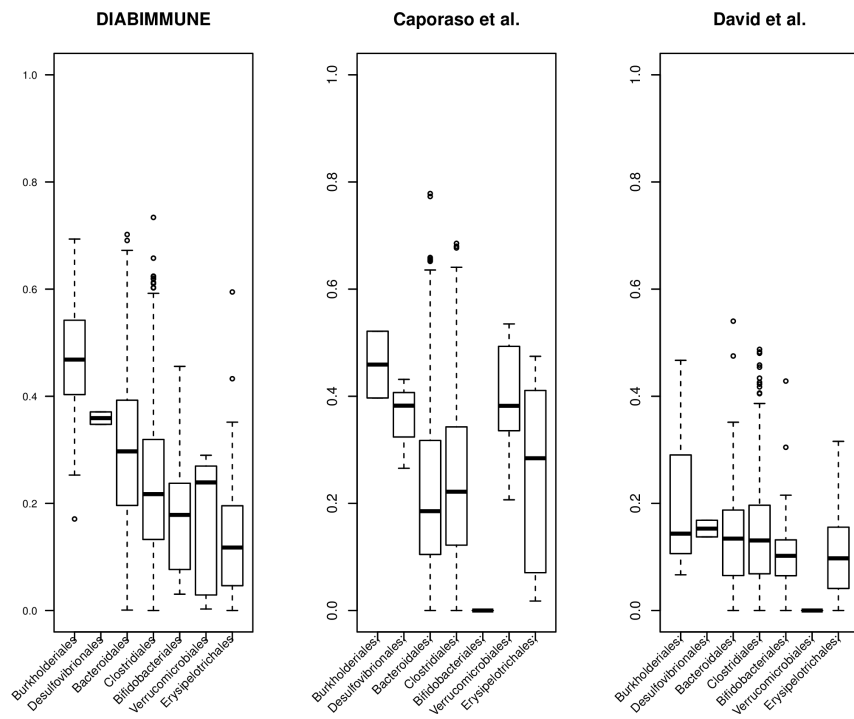 DIABIMMUNE
1.0
0.8
0.6
0.4
0.2
0.0
Burkholderiales
Desulfovibrionales
Bacteroidales
Clostridiales
Bifidobacteriales
Verrucomicrobiales
Erysipelotrichales
Caporaso et al.
1.0
0.8
0.6
0.4
0.2
0.0
Burkholderiales
Desulfovibrionales
Bacteroidales
Clostridiales
Bifidobacteriales
Verrucomicrobiales
Erysipelotrichales
David et al.
1.0
0.8
0.6
0.4
0.2
0.0
Burkholderiales
Desulfovibrionales
Bacteroidales
Clostridiales
Bifidobacteriales
Verrucomicrobiales
Erysipelotrichales